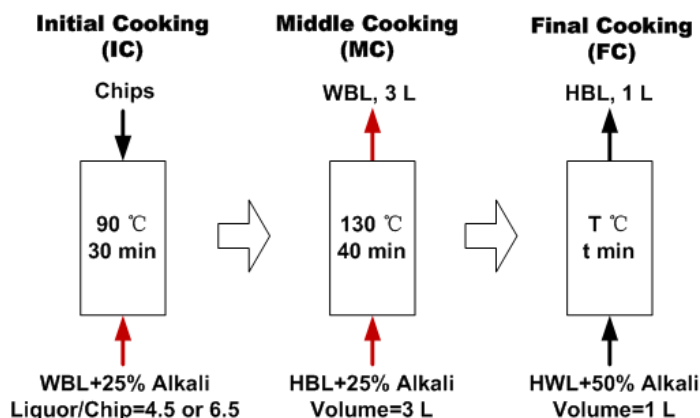 Initial Cooking
(IC)
Chips
90 ℃
30 min
WBL+25% Alkali
Liquor/Chip=4.5 or 6.5
Middle Cooking
(MC)
WBL, 3 L
130 ℃
40 min
HBL+25% Alkali
Volume=3 L
Final Cooking
(FC)
HBL, 1 L
T ℃
t min
HWL+50% Alkali
Volume=1 L